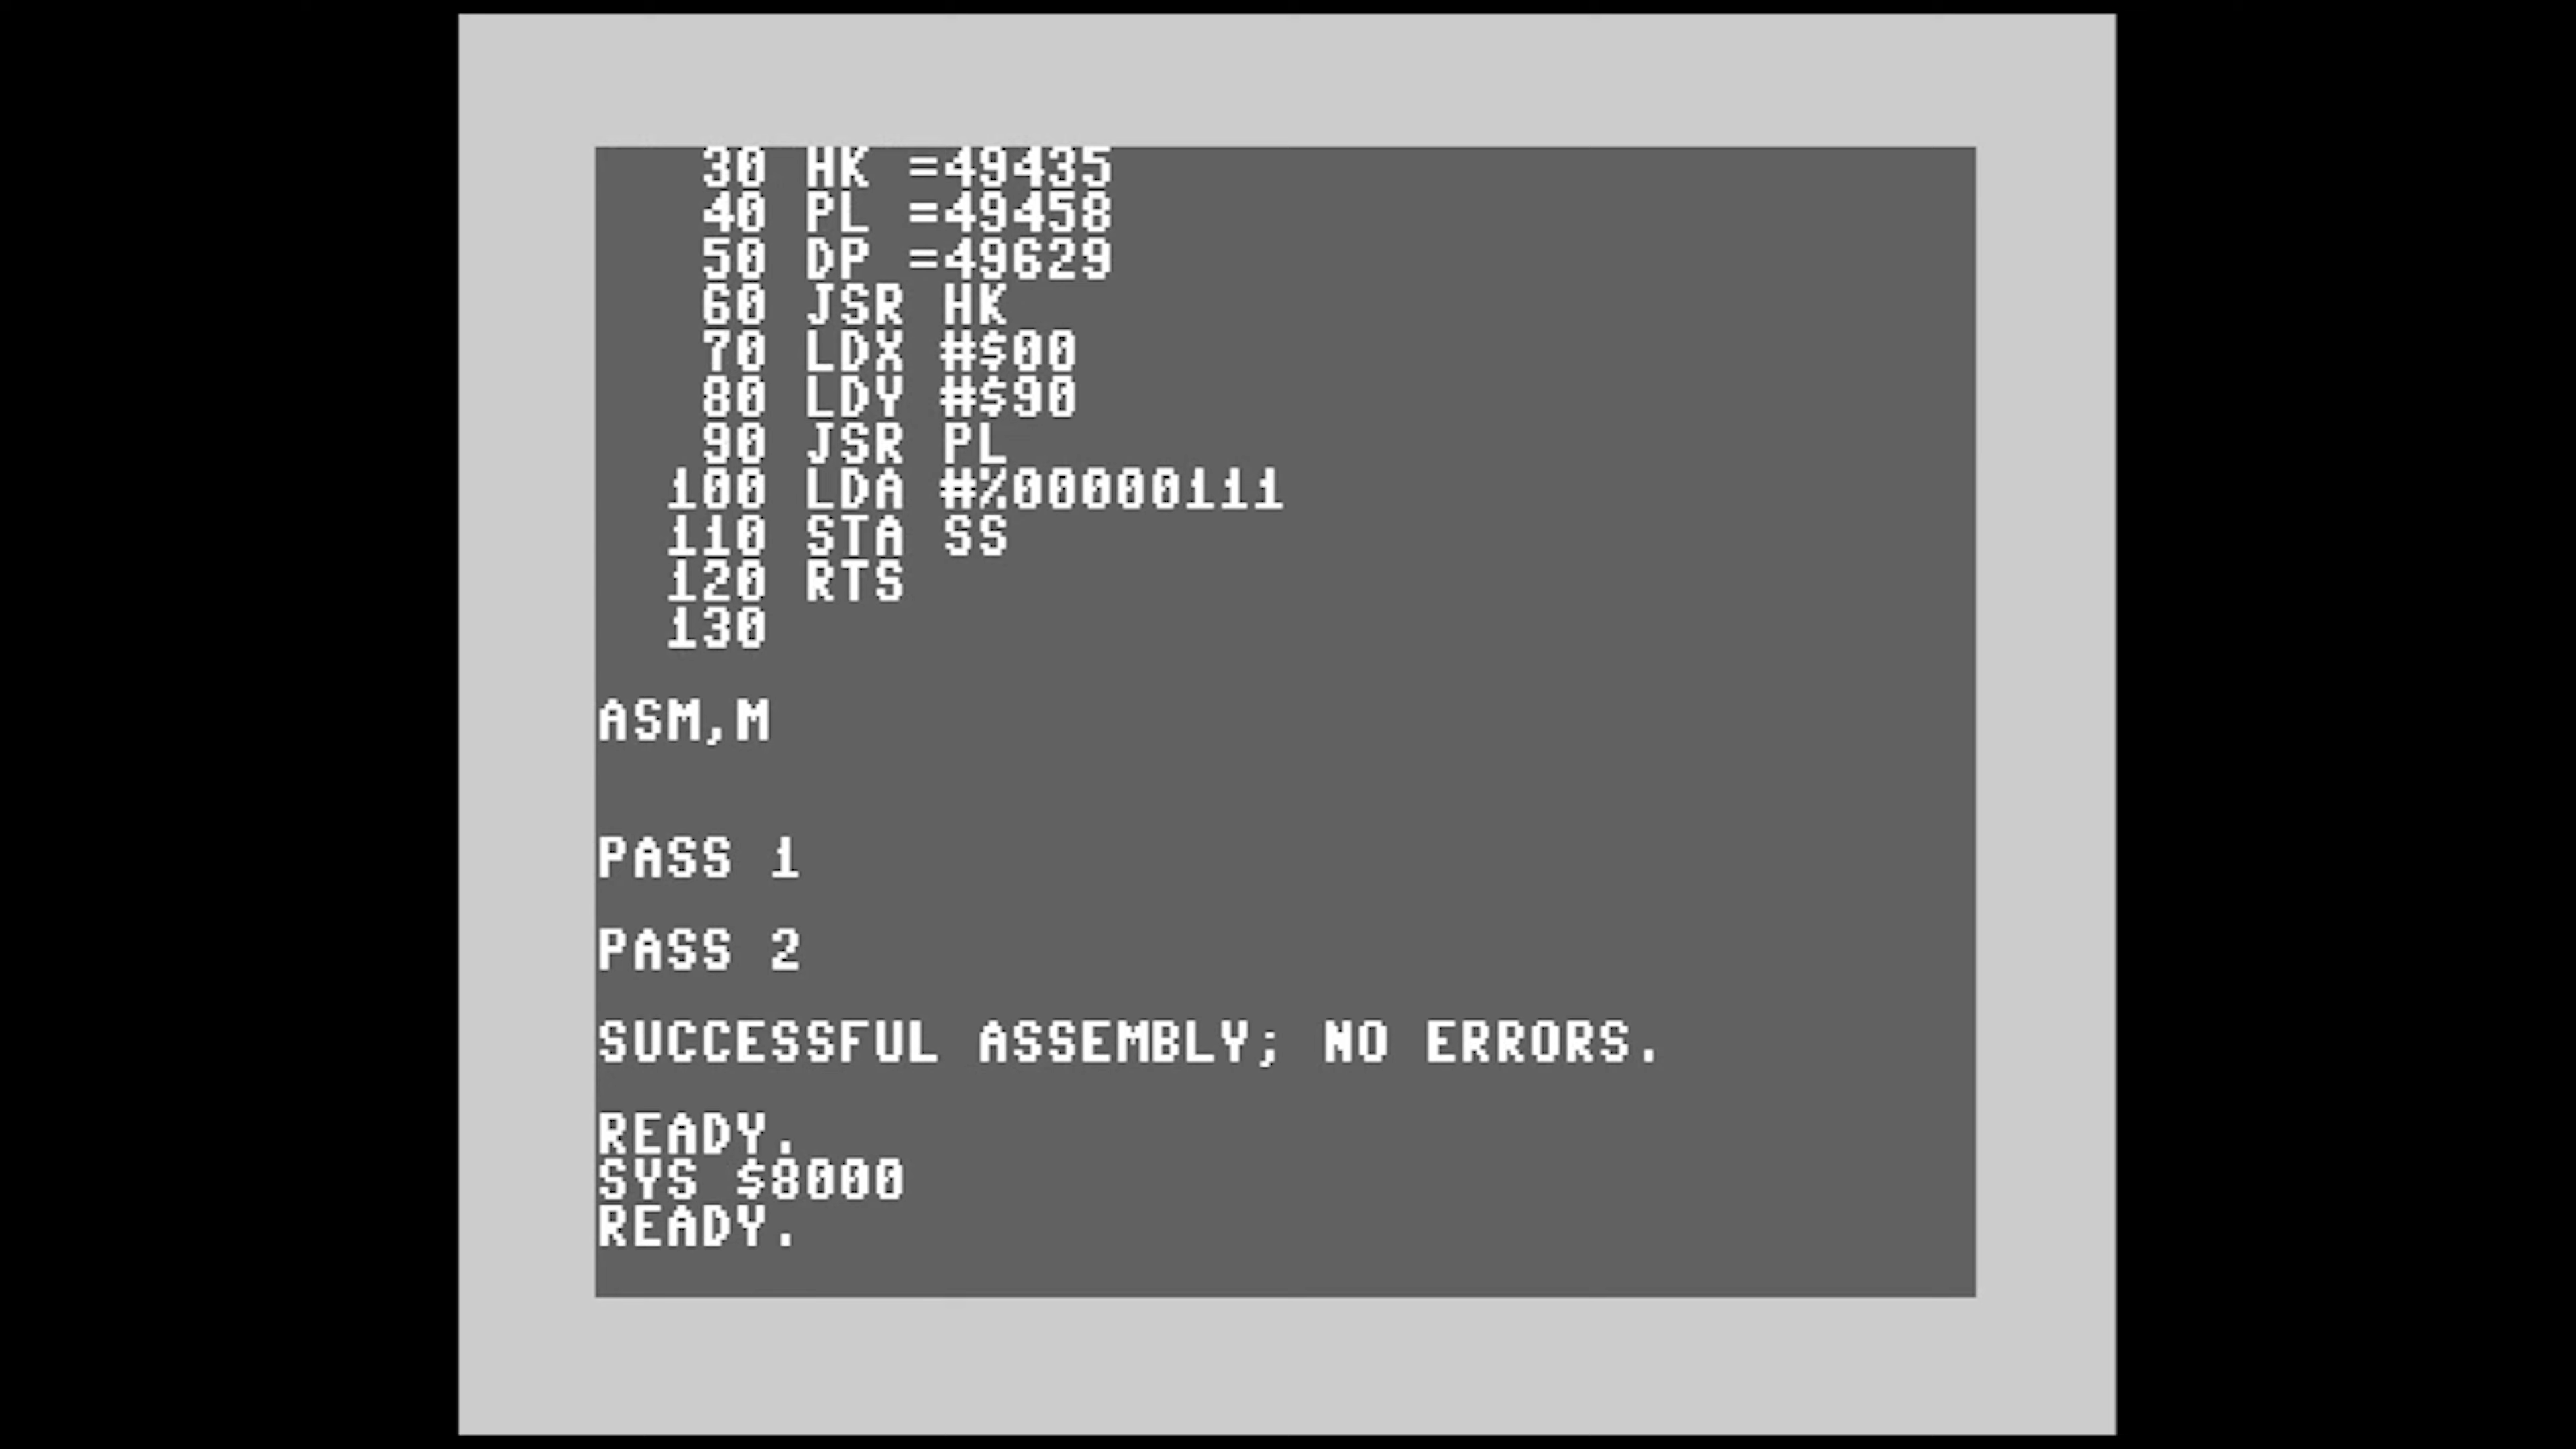 30 HK =49435
40 PL =49458
50 DP =49629
60 JSR HK
70 LDX #$00
80 LDY #$90
90 JSR PL
100 LDA #%00000111
110 STA SS
120 RTS
130
ASM,M
PASS 1
PASS 2
SUCCESSFUL ASSEMBLY; NO ERRORS.
READY.
SYS $8000
READY.